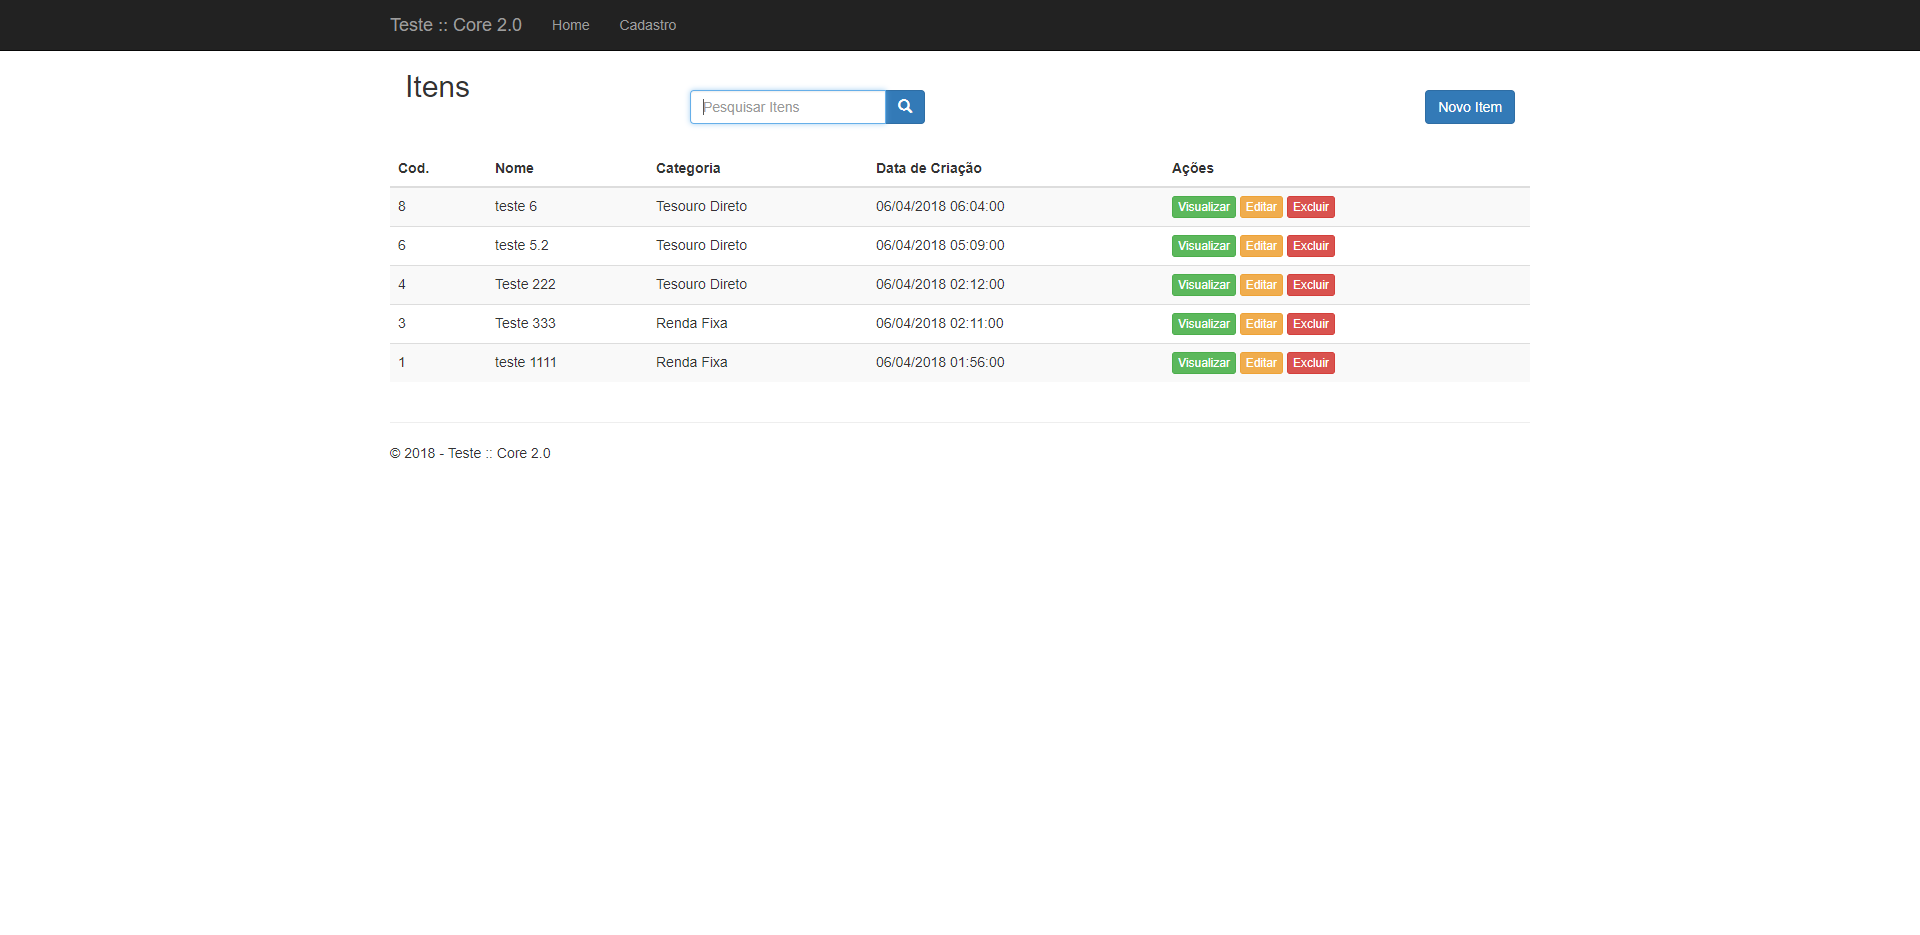 Teste :: Core 2.0 Home Cadastro
Itens
Pesquisar Itens
Novo Item
Cod. Nome Categoria Data de Criação Ações
8 teste 6 Tesouro Direto 06/04/2018 06:04:00 Visualizar Editar Excluir
6 teste 5.2 Tesouro Direto 06/04/2018 05:09:00 Visualizar Editar Excluir
4 Teste 222 Tesouro Direto 06/04/2018 02:12:00 Visualizar Editar Excluir
3 Teste 333 Renda Fixa 06/04/2018 02:11:00 Visualizar Editar Excluir
1 teste 1111 Renda Fixa 06/04/2018 01:56:00 Visualizar Editar Excluir
© 2018 - Teste :: Core 2.0